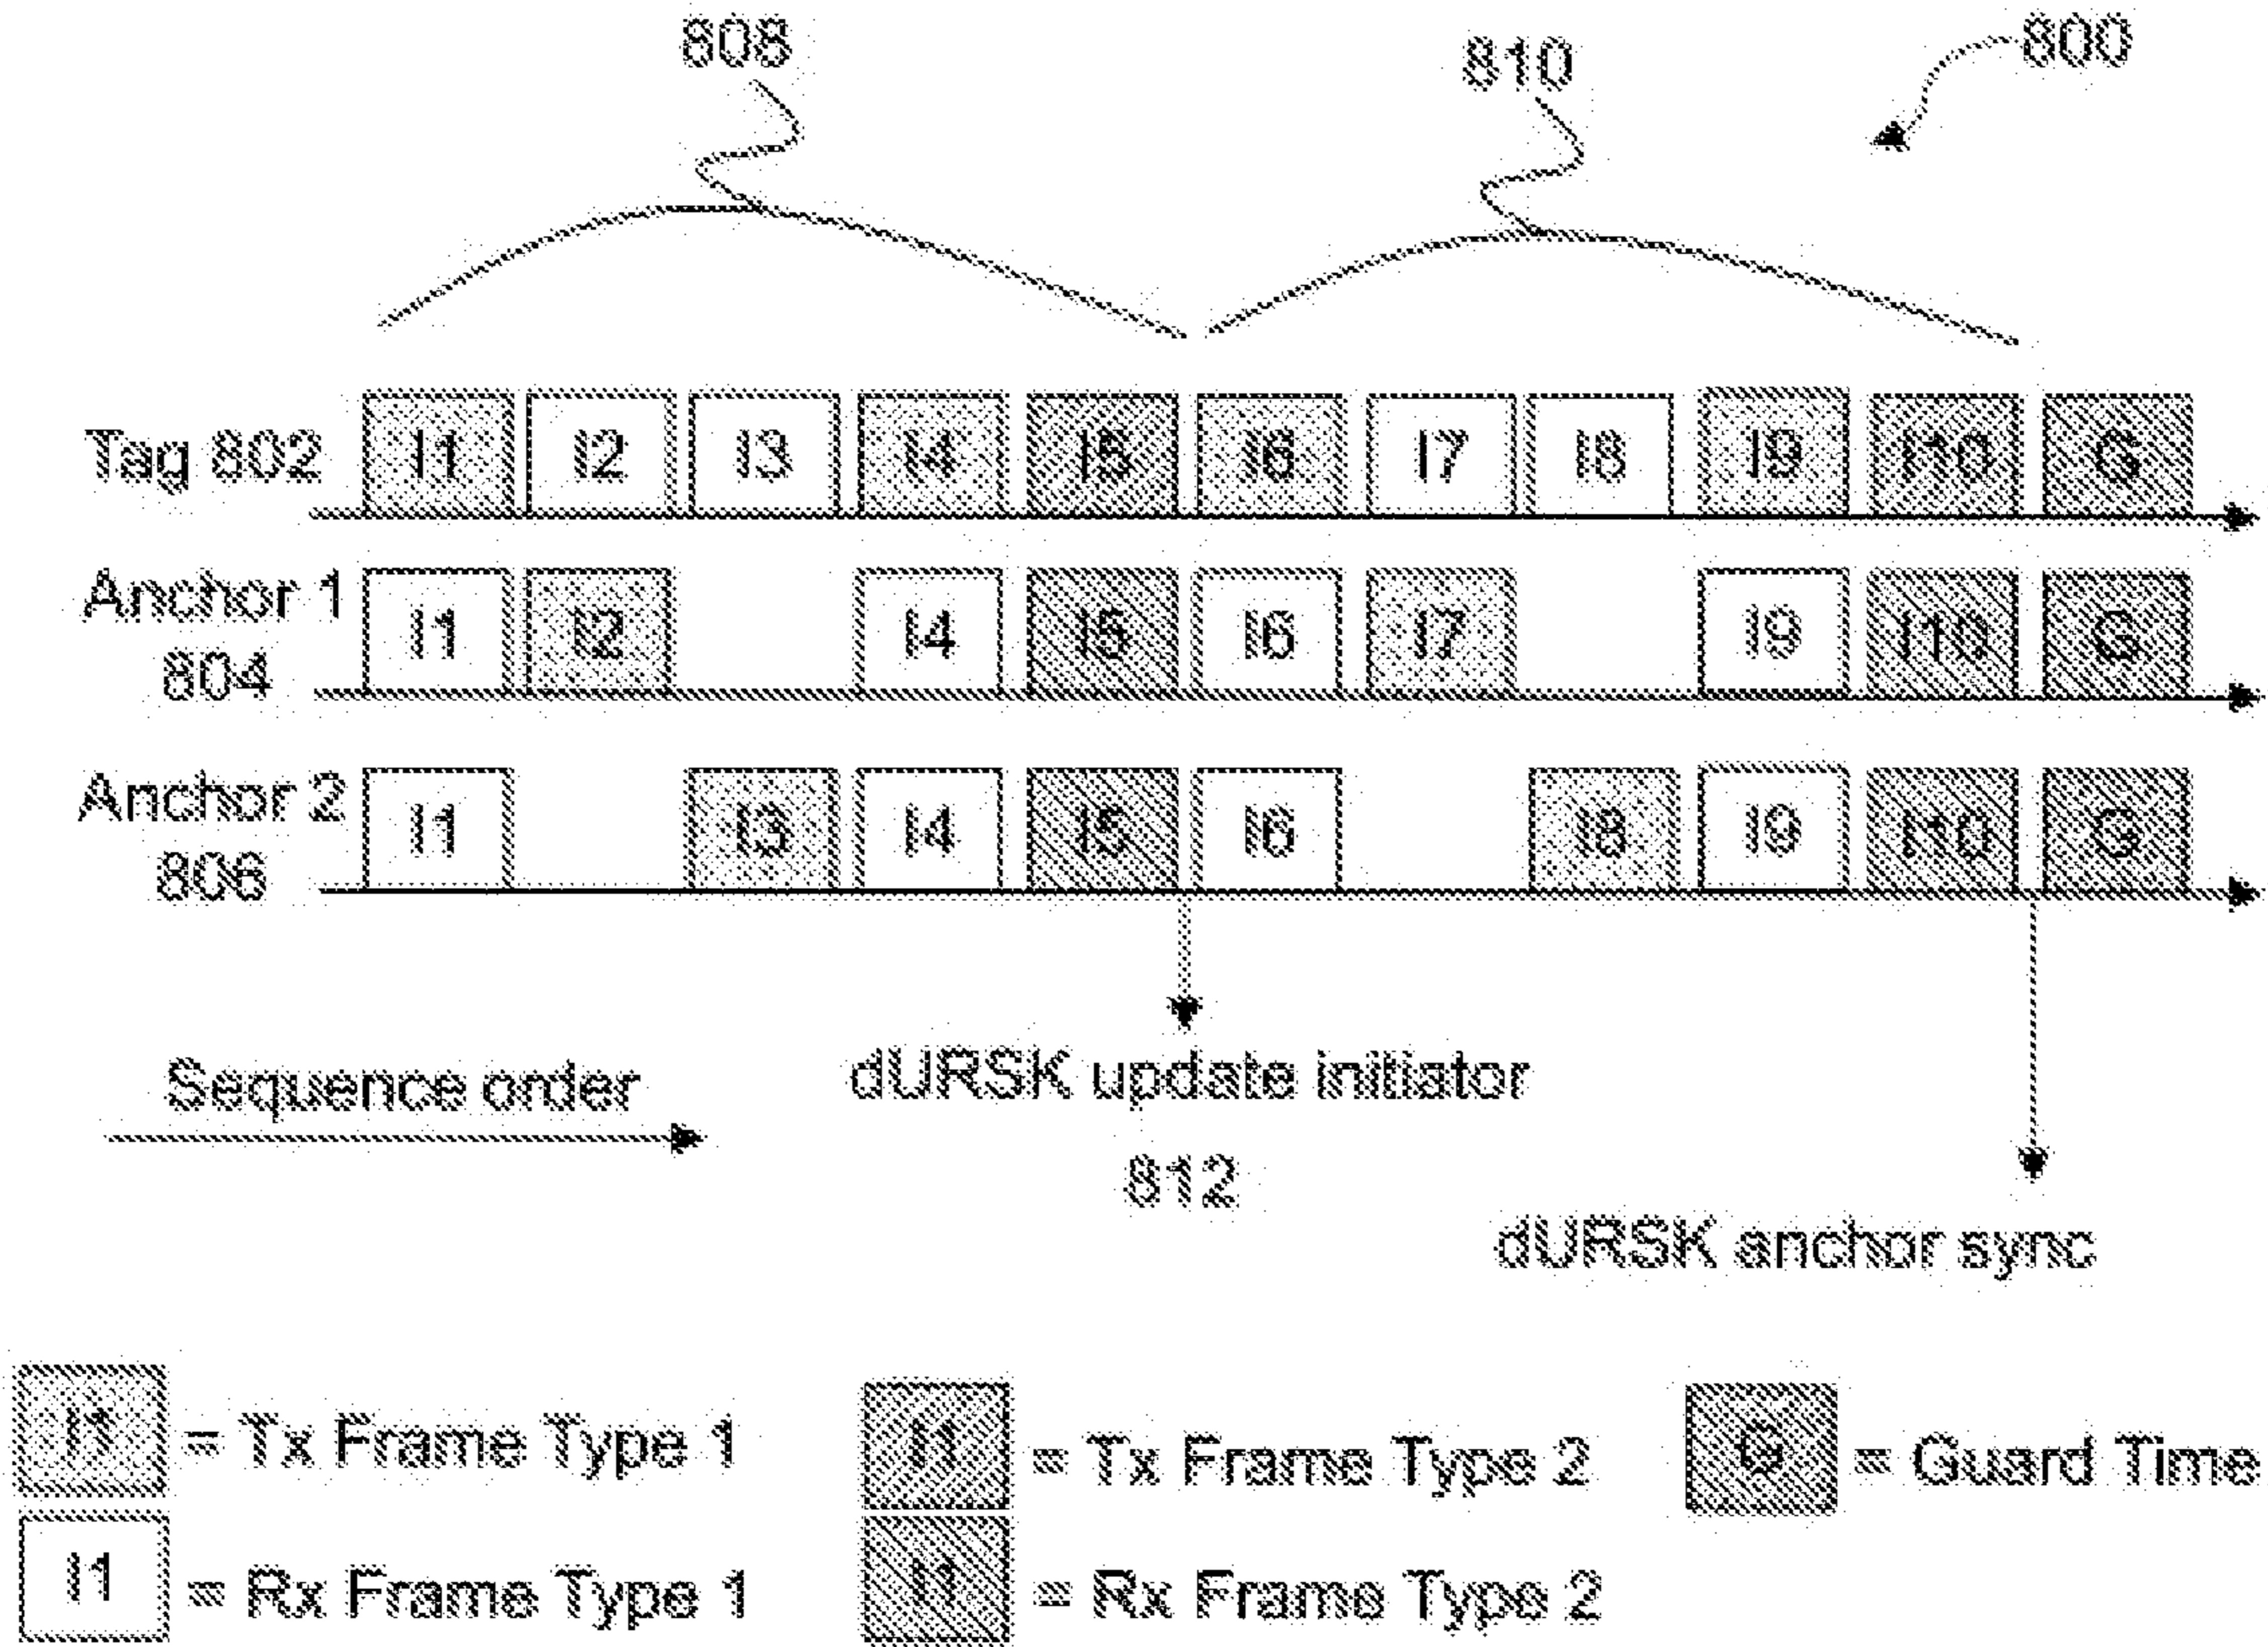 808
810
800
Tag 802 I1 I2 I3 I4 I5 I6 I7 I8 I9 I10 G
Anchor 1
804
I1 I2 I4 I5 I6 I7 I9 I10 G
Anchor 2
806
I1 I3 I4 I5 I6 I8 I9 I10 G
Sequence order
dURSK update initiator
812
dURSK anchor sync
I1 = Tx Frame Type 1
I1 = Tx Frame Type 2
G = Guard Time
I1 = Rx Frame Type 1
I1 = Rx Frame Type 2